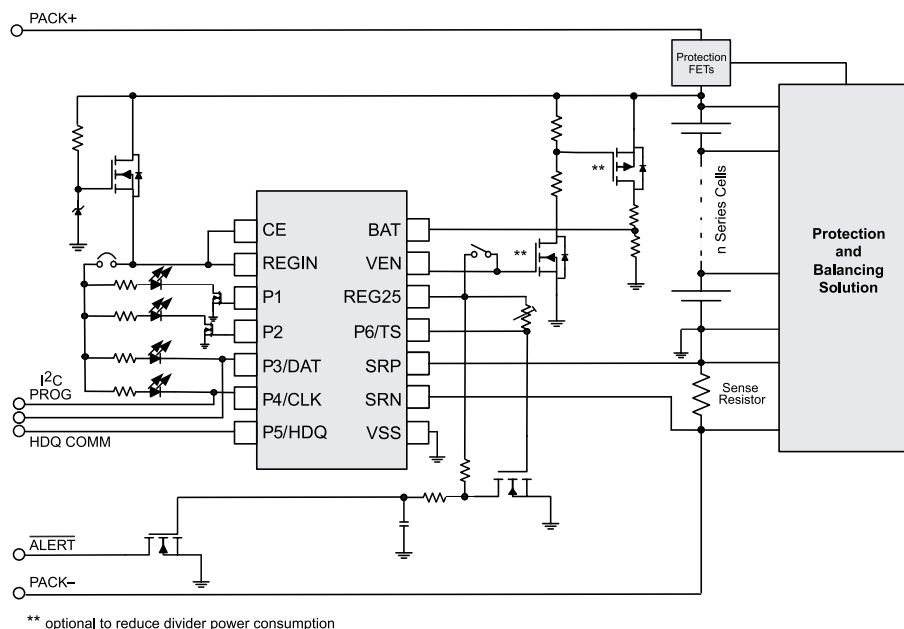 PACK+
Protection
FETs
**
n Series Cells
CE
REGIN
P1
P2
P3/DAT
P4/CLK
P5/HDQ
BAT
VEN
REG25
P6/TS
SRP
SRN
VSS
**
Protection
and
Balancing
Solution
I²C
PROG
HDQ COMM
Sense
Resistor
ALERT
PACK–
** optional to reduce divider power consumption